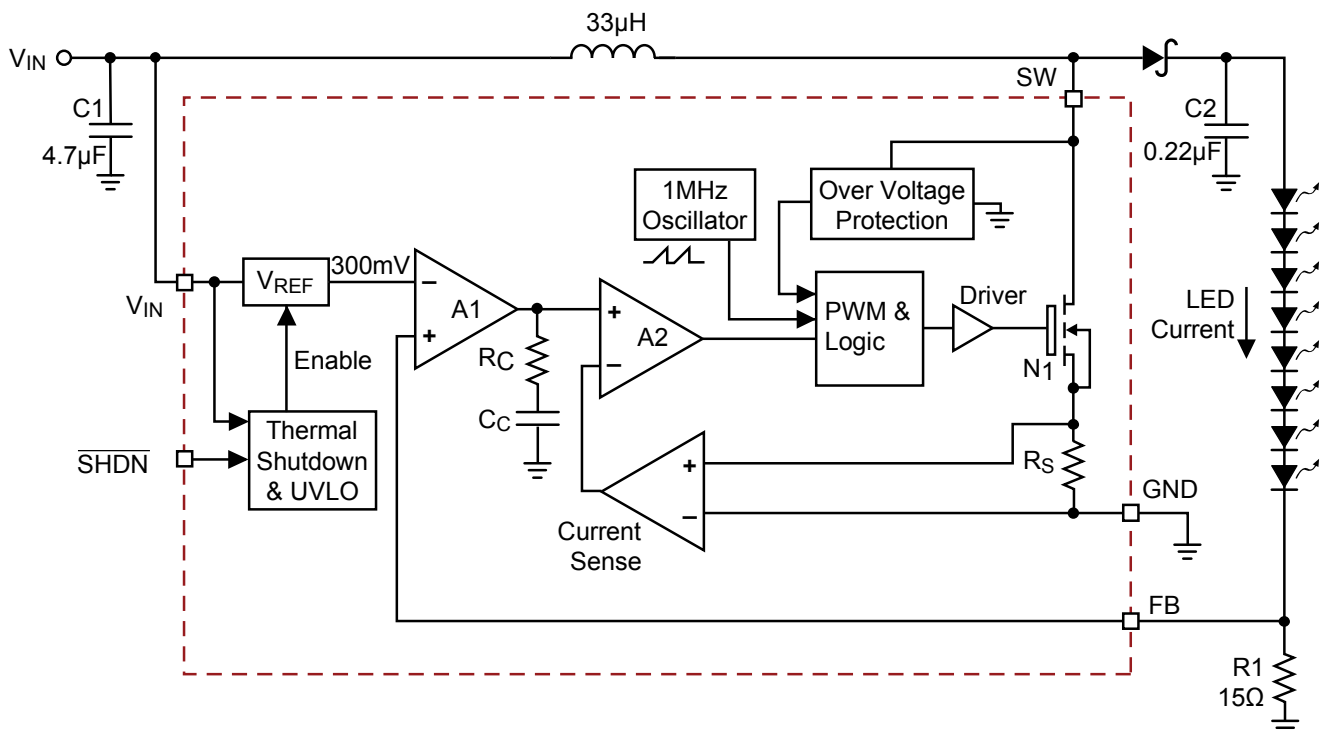 33µH
VIN
SW
C1
4.7µF
C2
0.22µF
1MHz
Oscillator
Over Voltage
Protection
VREF
300mV
VIN
–
+
A1
+
–
A2
PWM &
Logic
Driver
N1
LED
Current
Enable
RC
CC
SHDN
Thermal
Shutdown
& UVLO
+
–
Current
Sense
RS
GND
FB
R1
15Ω